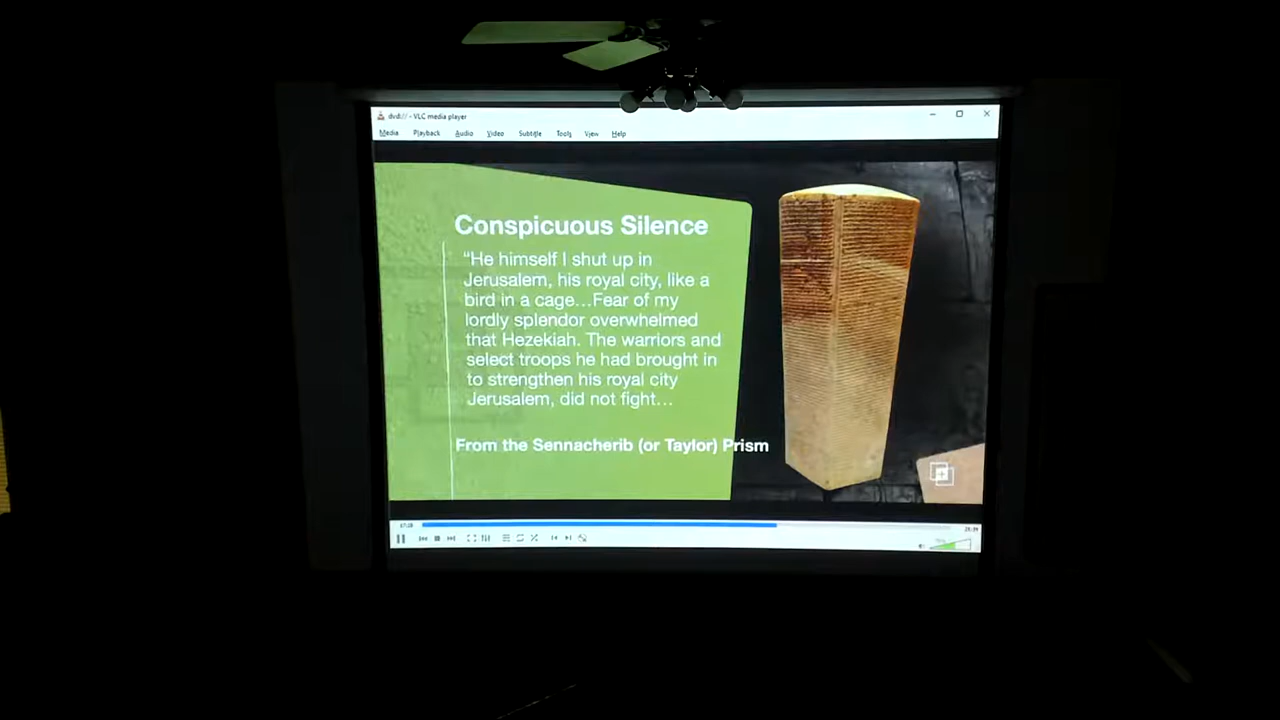 dvd:// - VLC media player
Media Playback Audio Video Subtitle Tools View Help
Conspicuous Silence
“He himself I shut up in
Jerusalem, his royal city, like a
bird in a cage…Fear of my
lordly splendor overwhelmed
that Hezekiah. The warriors and
select troops he had brought in
to strengthen his royal city
Jerusalem, did not fight…
From the Sennacherib (or Taylor) Prism